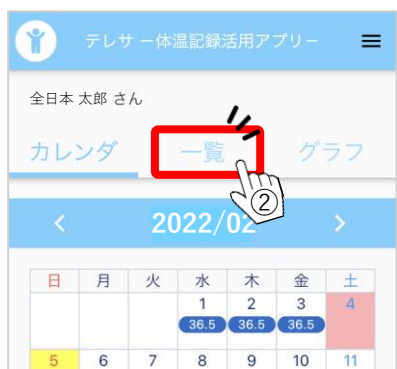 テレサ ー体温記録活用アプリー
全日本 太郎 さん
カレンダ 一覧 グラフ
②
< 2022/02 >
日 月 火 水 木 金 土
1 2 3 4
36.5 36.5 36.5
5 6 7 8 9 10 11